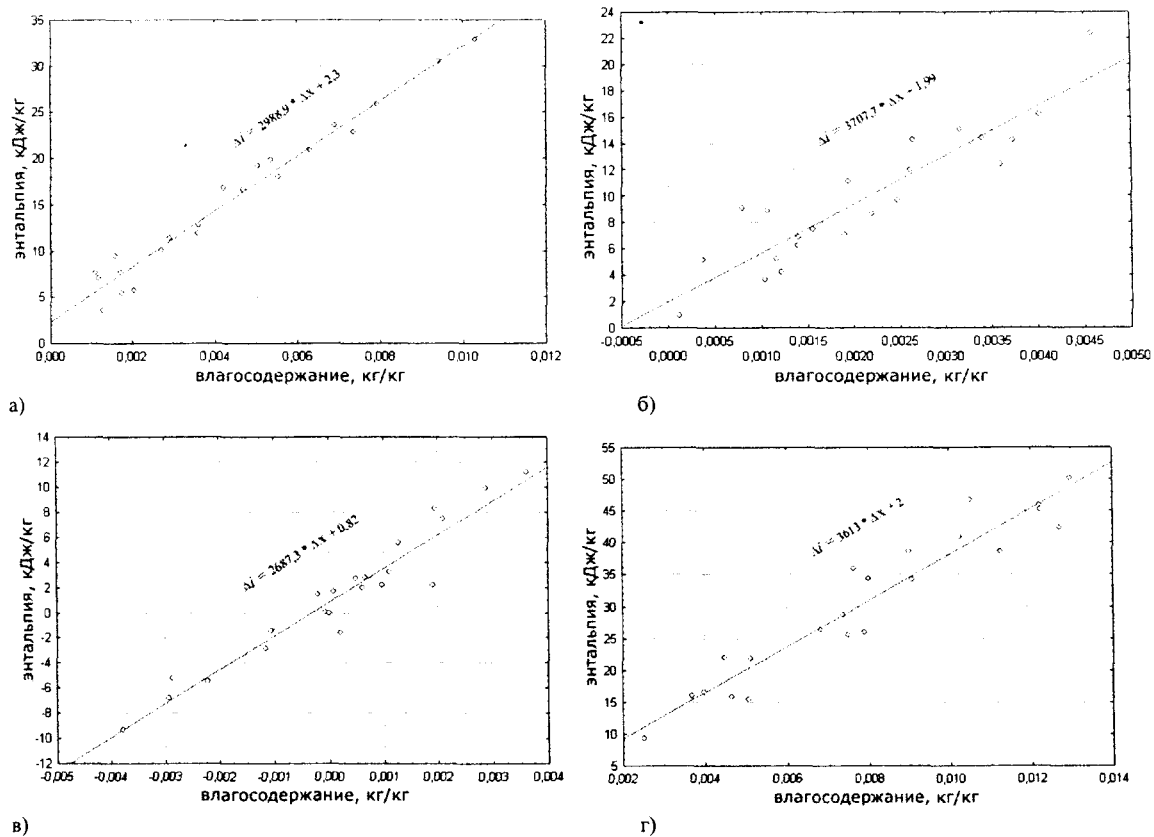 35
30
25
20
15
10
5
0
энтальпия, кДж/кг
Δi = 2988,9 * Δx + 2,3
0,000 0,002 0,004 0,006 0,008 0,010 0,012
влагосодержание, кг/кг
а)
24
22
20
18
16
14
12
10
8
6
4
2
0
энтальпия, кДж/кг
Δi = 3707,7 * Δx + 1,99
-0,0005 0,0005 0,0015 0,0025 0,0035 0,0045
0,0000 0,0010 0,0020 0,0030 0,0040 0,0050
влагосодержание, кг/кг
б)
14
12
10
8
6
4
2
0
-2
-4
-6
-8
-10
-12
энтальпия, кДж/кг
Δi = 2687,3 * Δx + 0,82
-0,005 -0,004 -0,003 -0,002 -0,001 0,000 0,001 0,002 0,003 0,004
влагосодержание, кг/кг
в)
55
50
45
40
35
30
25
20
15
10
5
энтальпия, кДж/кг
Δi = 3613 * Δx + 2
0,002 0,004 0,006 0,008 0,010 0,012 0,014
влагосодержание, кг/кг
г)